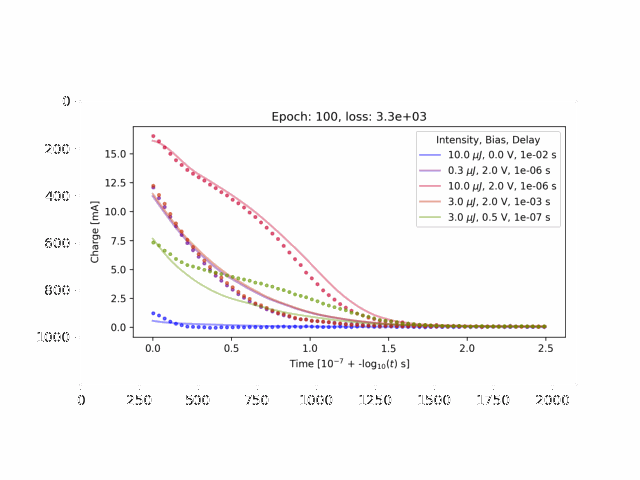 Epoch: 100, loss: 3.3e+03
Intensity, Bias, Delay
10.0 μJ, 0.0 V, 1e-02 s
0.3 μJ, 2.0 V, 1e-06 s
10.0 μJ, 2.0 V, 1e-06 s
3.0 μJ, 2.0 V, 1e-03 s
3.0 μJ, 0.5 V, 1e-07 s
Charge [mA]
15.0
12.5
10.0
7.5
5.0
2.5
0.0
0.0 0.5 1.0 1.5 2.0 2.5
Time [10⁻⁷ + -log₁₀(t) s]
0
200
400
600
800
1000
0 250 500 750 1000 1250 1500 1750 2000